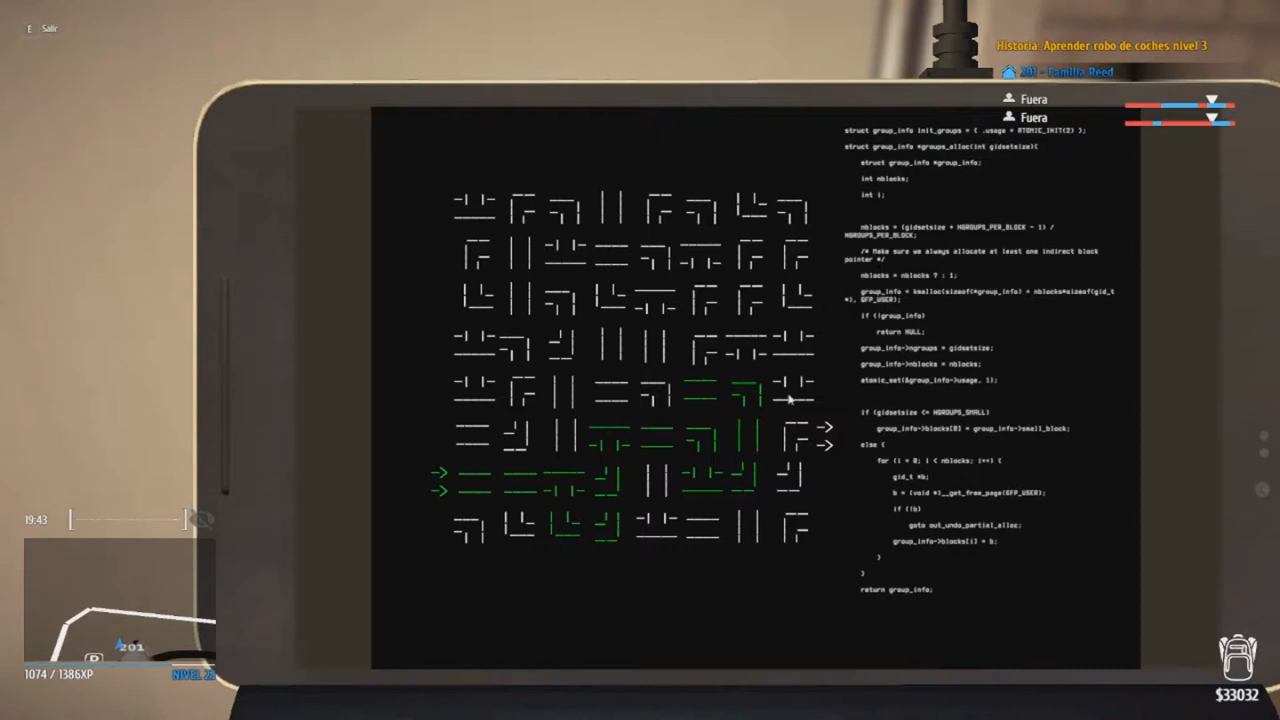 E Salir
Historia: Aprender robo de coches nivel 3
201 - Familia Reed
Fuera
Fuera
struct group_info init_groups = { .usage = ATOMIC_INIT(2) };
struct group_info *groups_alloc(int gidsetsize){
struct group_info *group_info;
int nblocks;
int i;
nblocks = (gidsetsize + NGROUPS_PER_BLOCK - 1) /
NGROUPS_PER_BLOCK;
/* Make sure we always allocate at least one indirect block
pointer */
nblocks = nblocks ? : 1;
group_info = kmalloc(sizeof(*group_info) + nblocks*sizeof(gid_t
*), GFP_USER);
if (!group_info)
return NULL;
group_info->ngroups = gidsetsize;
group_info->nblocks = nblocks;
atomic_set(&group_info->usage, 1);
if (gidsetsize <= NGROUPS_SMALL)
group_info->blocks[0] = group_info->small_block;
else {
for (i = 0; i < nblocks; i++) {
gid_t *b;
b = (void *)__get_free_page(GFP_USER);
if (!b)
goto out_undo_partial_alloc;
group_info->blocks[i] = b;
}
}
return group_info;
19:43
201
P
1074 / 1386XP
$33032